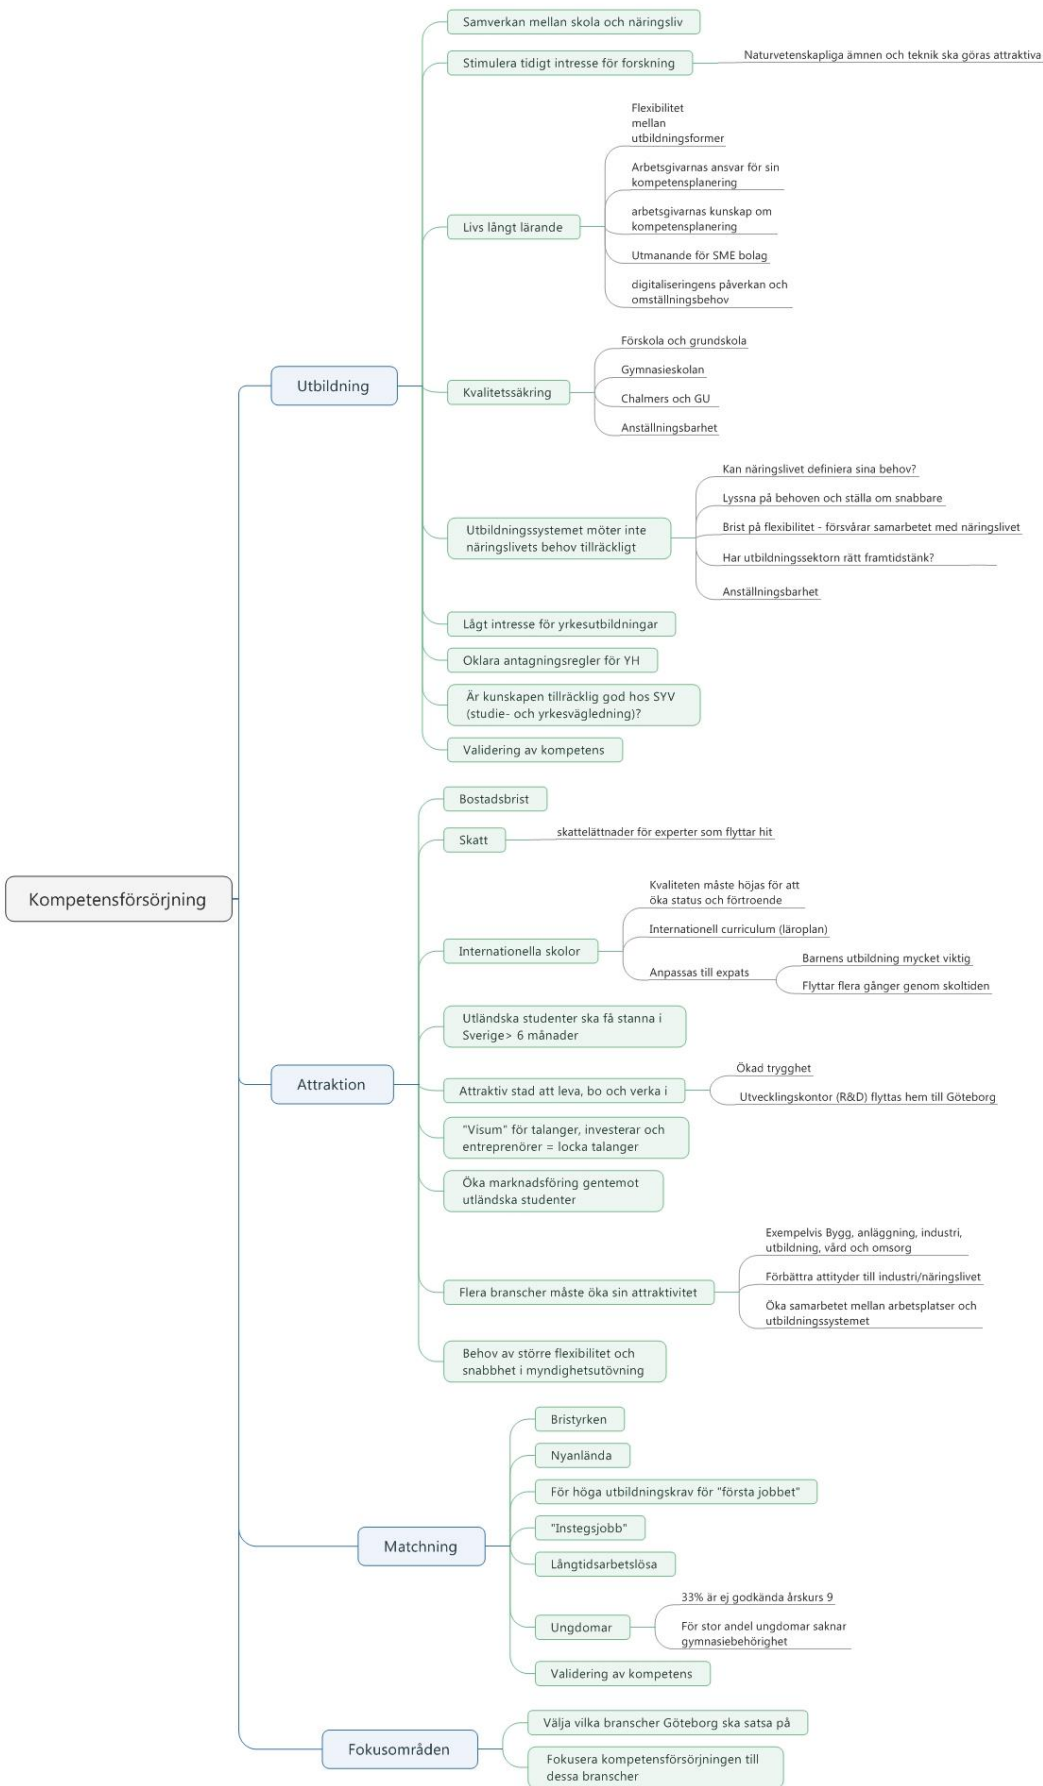 Samverkan mellan skola och näringsliv
Stimulera tidigt intresse för forskning
Naturvetenskapliga ämnen och teknik ska göras attraktiva
Livs långt lärande
Flexibilitet
mellan
utbildningsformer
Arbetsgivarnas ansvar för sin
kompetensplanering
arbetsgivarnas kunskap om
kompetensplanering
Utmanande för SME bolag
digitaliseringens påverkan och
omställningsbehov
Utbildning
Kvalitetssäkring
Förskola och grundskola
Gymnasieskolan
Chalmers och GU
Anställningsbarhet
Utbildningssystemet möter inte
näringslivets behov tillräckligt
Kan näringslivet definiera sina behov?
Lyssna på behoven och ställa om snabbare
Brist på flexibilitet - försvårar samarbetet med näringslivet
Har utbildningssektorn rätt framtidstänk?
Anställningsbarhet
Lågt intresse för yrkesutbildningar
Oklara antagningsregler för YH
Är kunskapen tillräcklig god hos SYV
(studie- och yrkesvägledning)?
Validering av kompetens
Kompetensförsörjning
Bostadsbrist
Skatt
skattelättnader för experter som flyttar hit
Internationella skolor
Kvaliteten måste höjas för att
öka status och förtroende
Internationell curriculum (läroplan)
Anpassas till expats
Barnens utbildning mycket viktig
Flyttar flera gånger genom skoltiden
Utländska studenter ska få stanna i
Sverige> 6 månader
Attraktion
Attraktiv stad att leva, bo och verka i
Ökad trygghet
Utvecklingskontor (R&D) flyttas hem till Göteborg
"Visum" för talanger, investerar och
entreprenörer = locka talanger
Öka marknadsföring gentemot
utländska studenter
Flera branscher måste öka sin attraktivitet
Exempelvis Bygg, anläggning, industri,
utbildning, vård och omsorg
Förbättra attityder till industri/näringslivet
Öka samarbetet mellan arbetsplatser och
utbildningssystemet
Behov av större flexibilitet och
snabbhet i myndighetsutövning
Bristyrken
Nyanlända
För höga utbildningskrav för "första jobbet"
"Instegsjobb"
Matchning
Långtidsarbetslösa
Ungdomar
33% är ej godkända årskurs 9
För stor andel ungdomar saknar
gymnasiebehörighet
Validering av kompetens
Fokusområden
Välja vilka branscher Göteborg ska satsa på
Fokusera kompetensförsörjningen till
dessa branscher